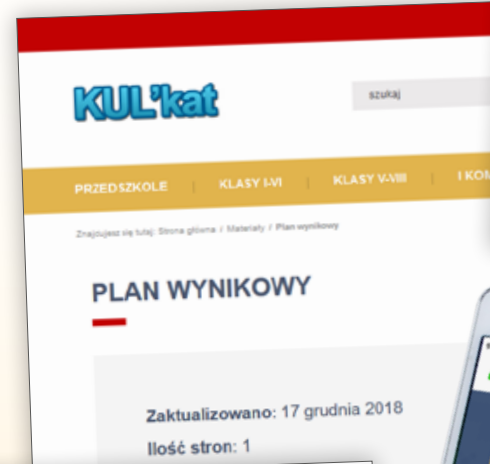 KUL'kat
szukaj
PRZEDSZKOLE | KLASY I-VI | KLASY V-VIII | I KOM
Znajdujesz się tutaj: Strona główna / Materiały / Plan wynikowy
PLAN WYNIKOWY
Zaktualizowano: 17 grudnia 2018
Ilość stron: 1